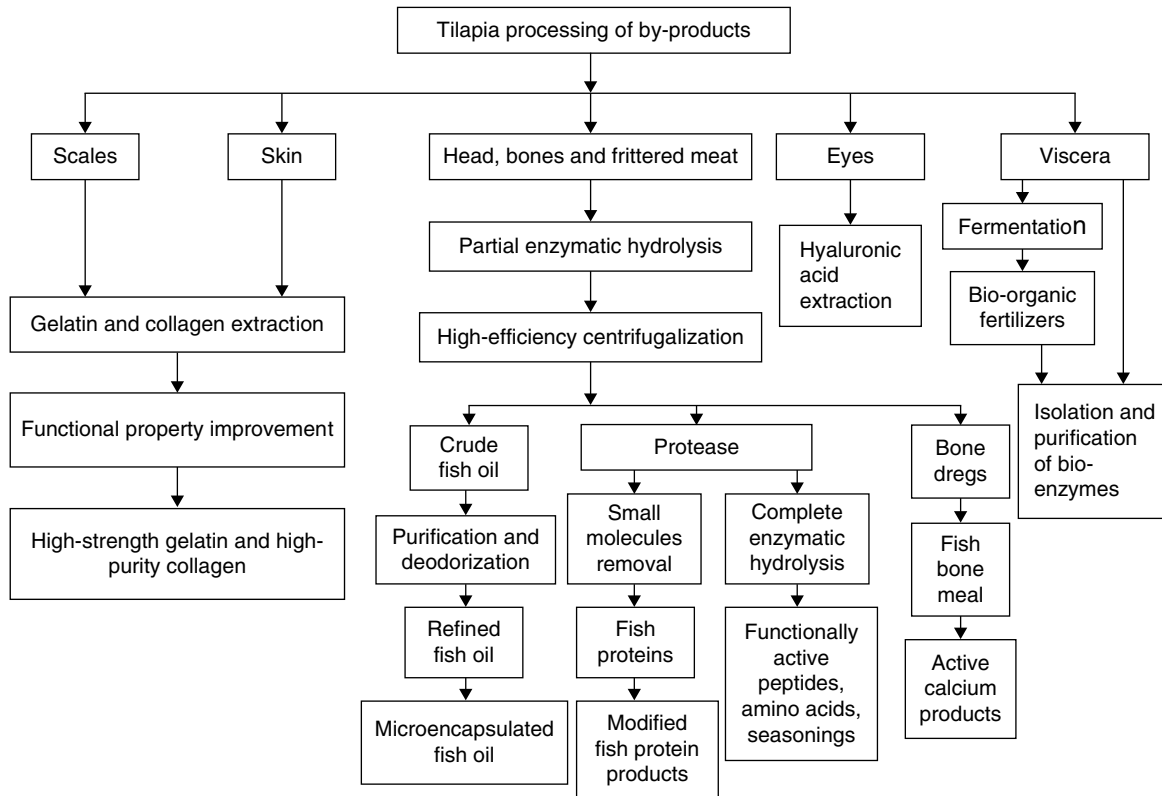 Tilapia processing of by-products
Scales
Skin
Head, bones and frittered meat
Eyes
Viscera
Partial enzymatic hydrolysis
Hyaluronic
acid
extraction
Fermentation
Bio-organic
fertilizers
Gelatin and collagen extraction
High-efficiency centrifugalization
Functional property improvement
Isolation and
purification
of bio-
enzymes
High-strength gelatin and high-
purity collagen
Crude
fish oil
Protease
Bone
dregs
Purification and
deodorization
Small
molecules
removal
Complete
enzymatic
hydrolysis
Fish
bone
meal
Refined
fish oil
Fish
proteins
Functionally
active
peptides,
amino acids,
seasonings
Active
calcium
products
Microencapsulated
fish oil
Modified
fish protein
products